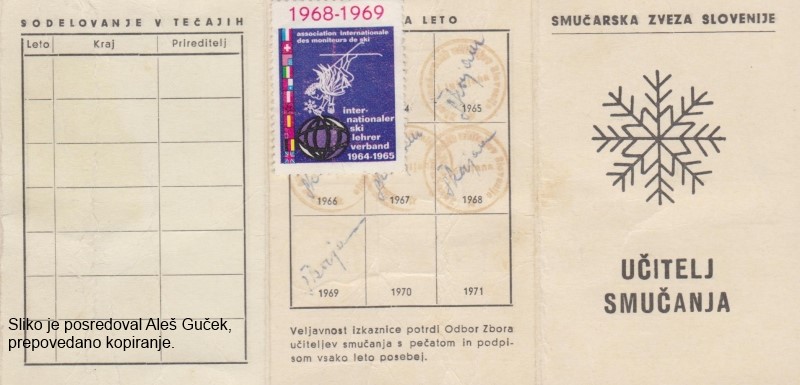 SODELOVANJE V TEČAJIH
Leto Kraj Prireditelj
Sliko je posredoval Aleš Guček,
prepovedano kopiranje.
1968-1969
association internationale
des moniteurs de ski
inter-
nationaler
ski
lehrer
verband
1964-1965
LETO
1965
1966 1967 1968
1969 1970 1971
Veljavnost izkaznice potrdi Odbor Zbora
učiteljev smučanja s pečatom in podpi-
som vsako leto posebej.
SMUČARSKA ZVEZA SLOVENIJE
UČITELJ
SMUČANJA